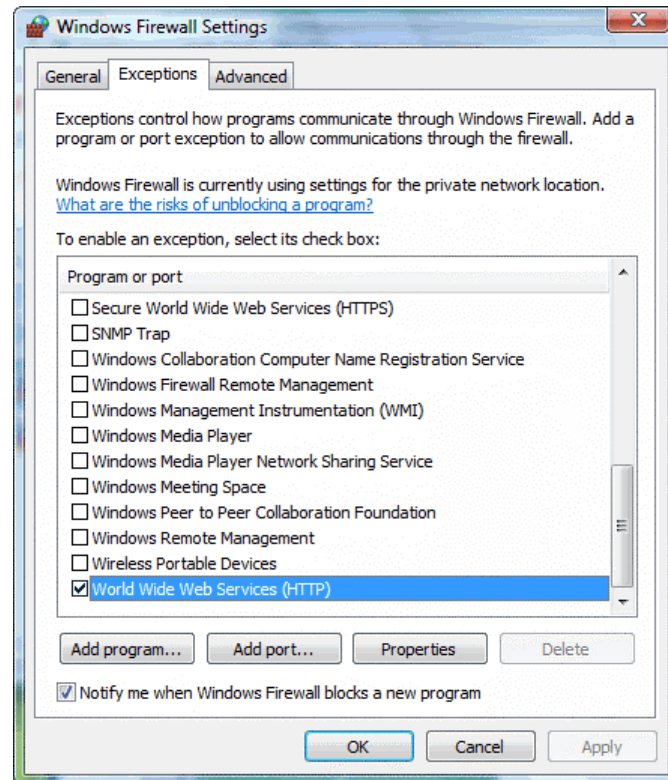 Windows Firewall Settings
General Exceptions Advanced
Exceptions control how programs communicate through Windows Firewall. Add a
program or port exception to allow communications through the firewall.
Windows Firewall is currently using settings for the private network location.
What are the risks of unblocking a program?
To enable an exception, select its check box:
Program or port
Secure World Wide Web Services (HTTPS)
SNMP Trap
Windows Collaboration Computer Name Registration Service
Windows Firewall Remote Management
Windows Management Instrumentation (WMI)
Windows Media Player
Windows Media Player Network Sharing Service
Windows Meeting Space
Windows Peer to Peer Collaboration Foundation
Windows Remote Management
Wireless Portable Devices
World Wide Web Services (HTTP)
Add program... Add port... Properties Delete
Notify me when Windows Firewall blocks a new program
OK Cancel Apply